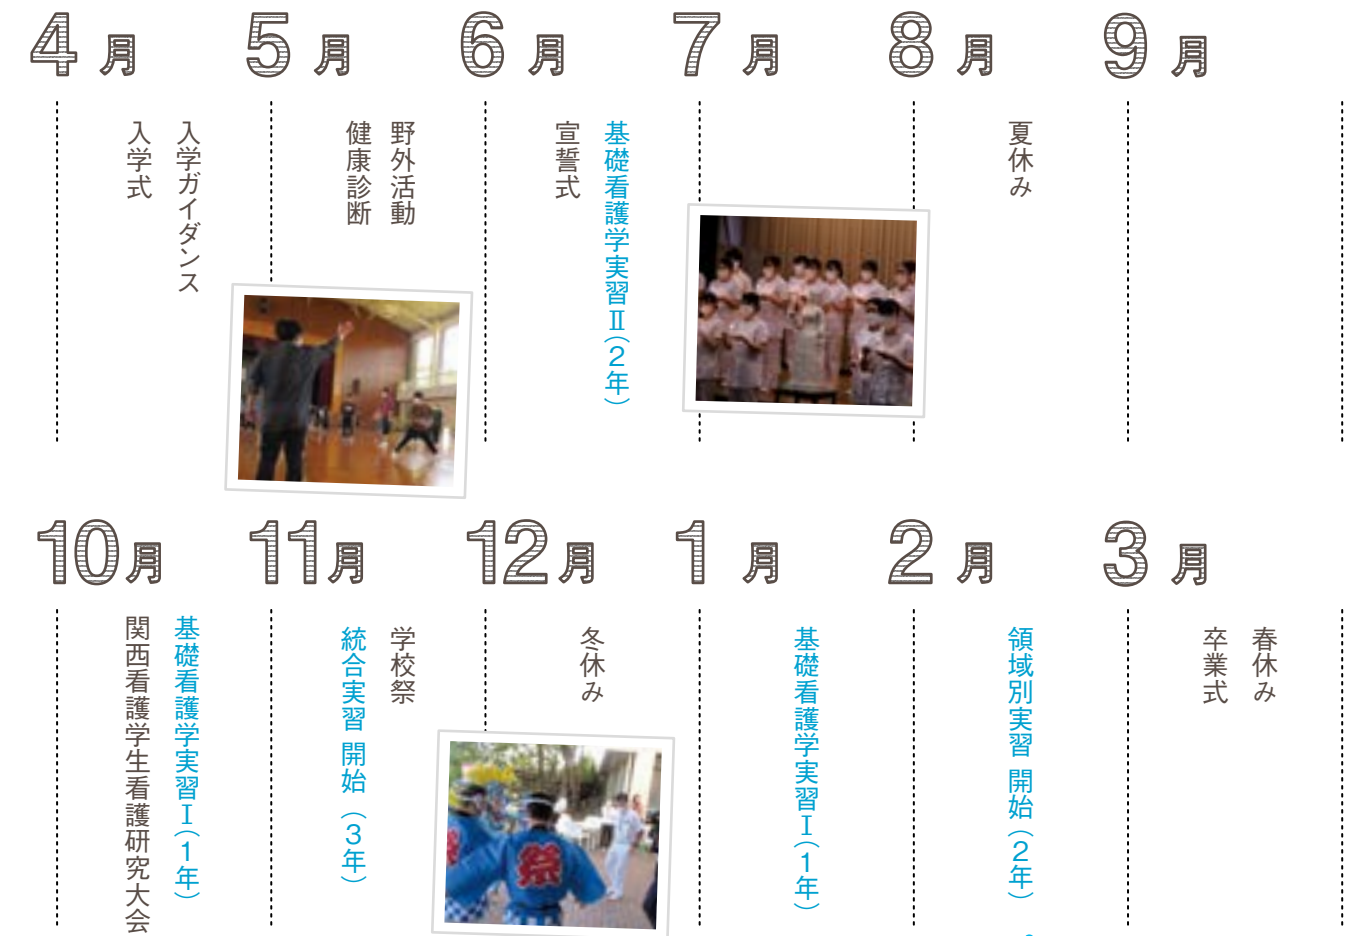 4月
入学ガイダンス
入学式
5月
野外活動
健康診断
6月
基礎看護学実習Ⅱ(2年)
宣誓式
7月
8月
夏休み
9月
10月
基礎看護学実習Ⅰ(1年)
関西看護学生看護研究大会
11月
学校祭
統合実習 開始 (3年)
12月
冬休み
祭
1月
基礎看護学実習Ⅰ(1年)
2月
領域別実習 開始 (2年)
3月
春休み
卒業式